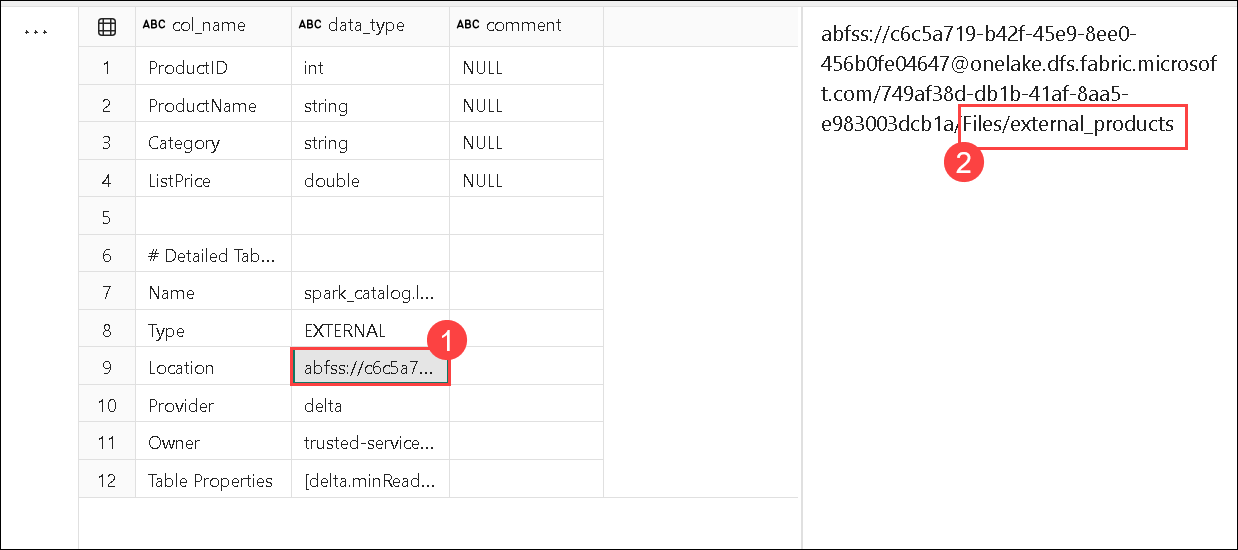 ... ABC col_name ABC data_type ABC comment
1 ProductID int NULL
2 ProductName string NULL
3 Category string NULL
4 ListPrice double NULL
5
6 # Detailed Tab...
7 Name spark_catalog.l...
8 Type EXTERNAL
1
9 Location abfss://c6c5a7...
10 Provider delta
11 Owner trusted-service...
12 Table Properties [delta.minRead...
abfss://c6c5a719-b42f-45e9-8ee0-
456b0fe04647@onelake.dfs.fabric.microsof
t.com/749af38d-db1b-41af-8aa5-
e983003dcb1a/Files/external_products
2